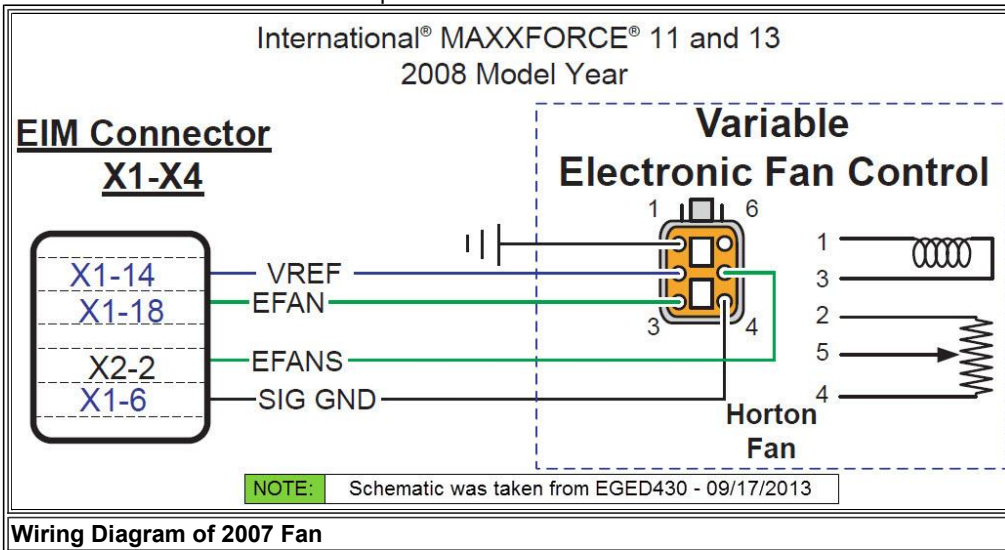 International® MAXXFORCE® 11 and 13
2008 Model Year
EIM Connector
X1-X4
Variable
Electronic Fan Control
X1-14
X1-18
X2-2
X1-6
VREF
EFAN
EFANS
SIG GND
1
6
3
4
1
3
2
5
4
Horton
Fan
NOTE: Schematic was taken from EGED430 - 09/17/2013
Wiring Diagram of 2007 Fan